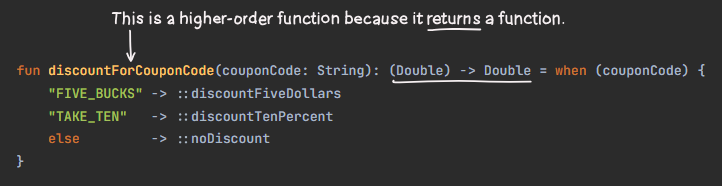 This is a higher-order function because it returns a function.
fun discountForCouponCode(couponCode: String): (Double) -> Double = when (couponCode) {
    "FIVE_BUCKS" -> ::discountFiveDollars
    "TAKE_TEN"   -> ::discountTenPercent
    else         -> ::noDiscount
}